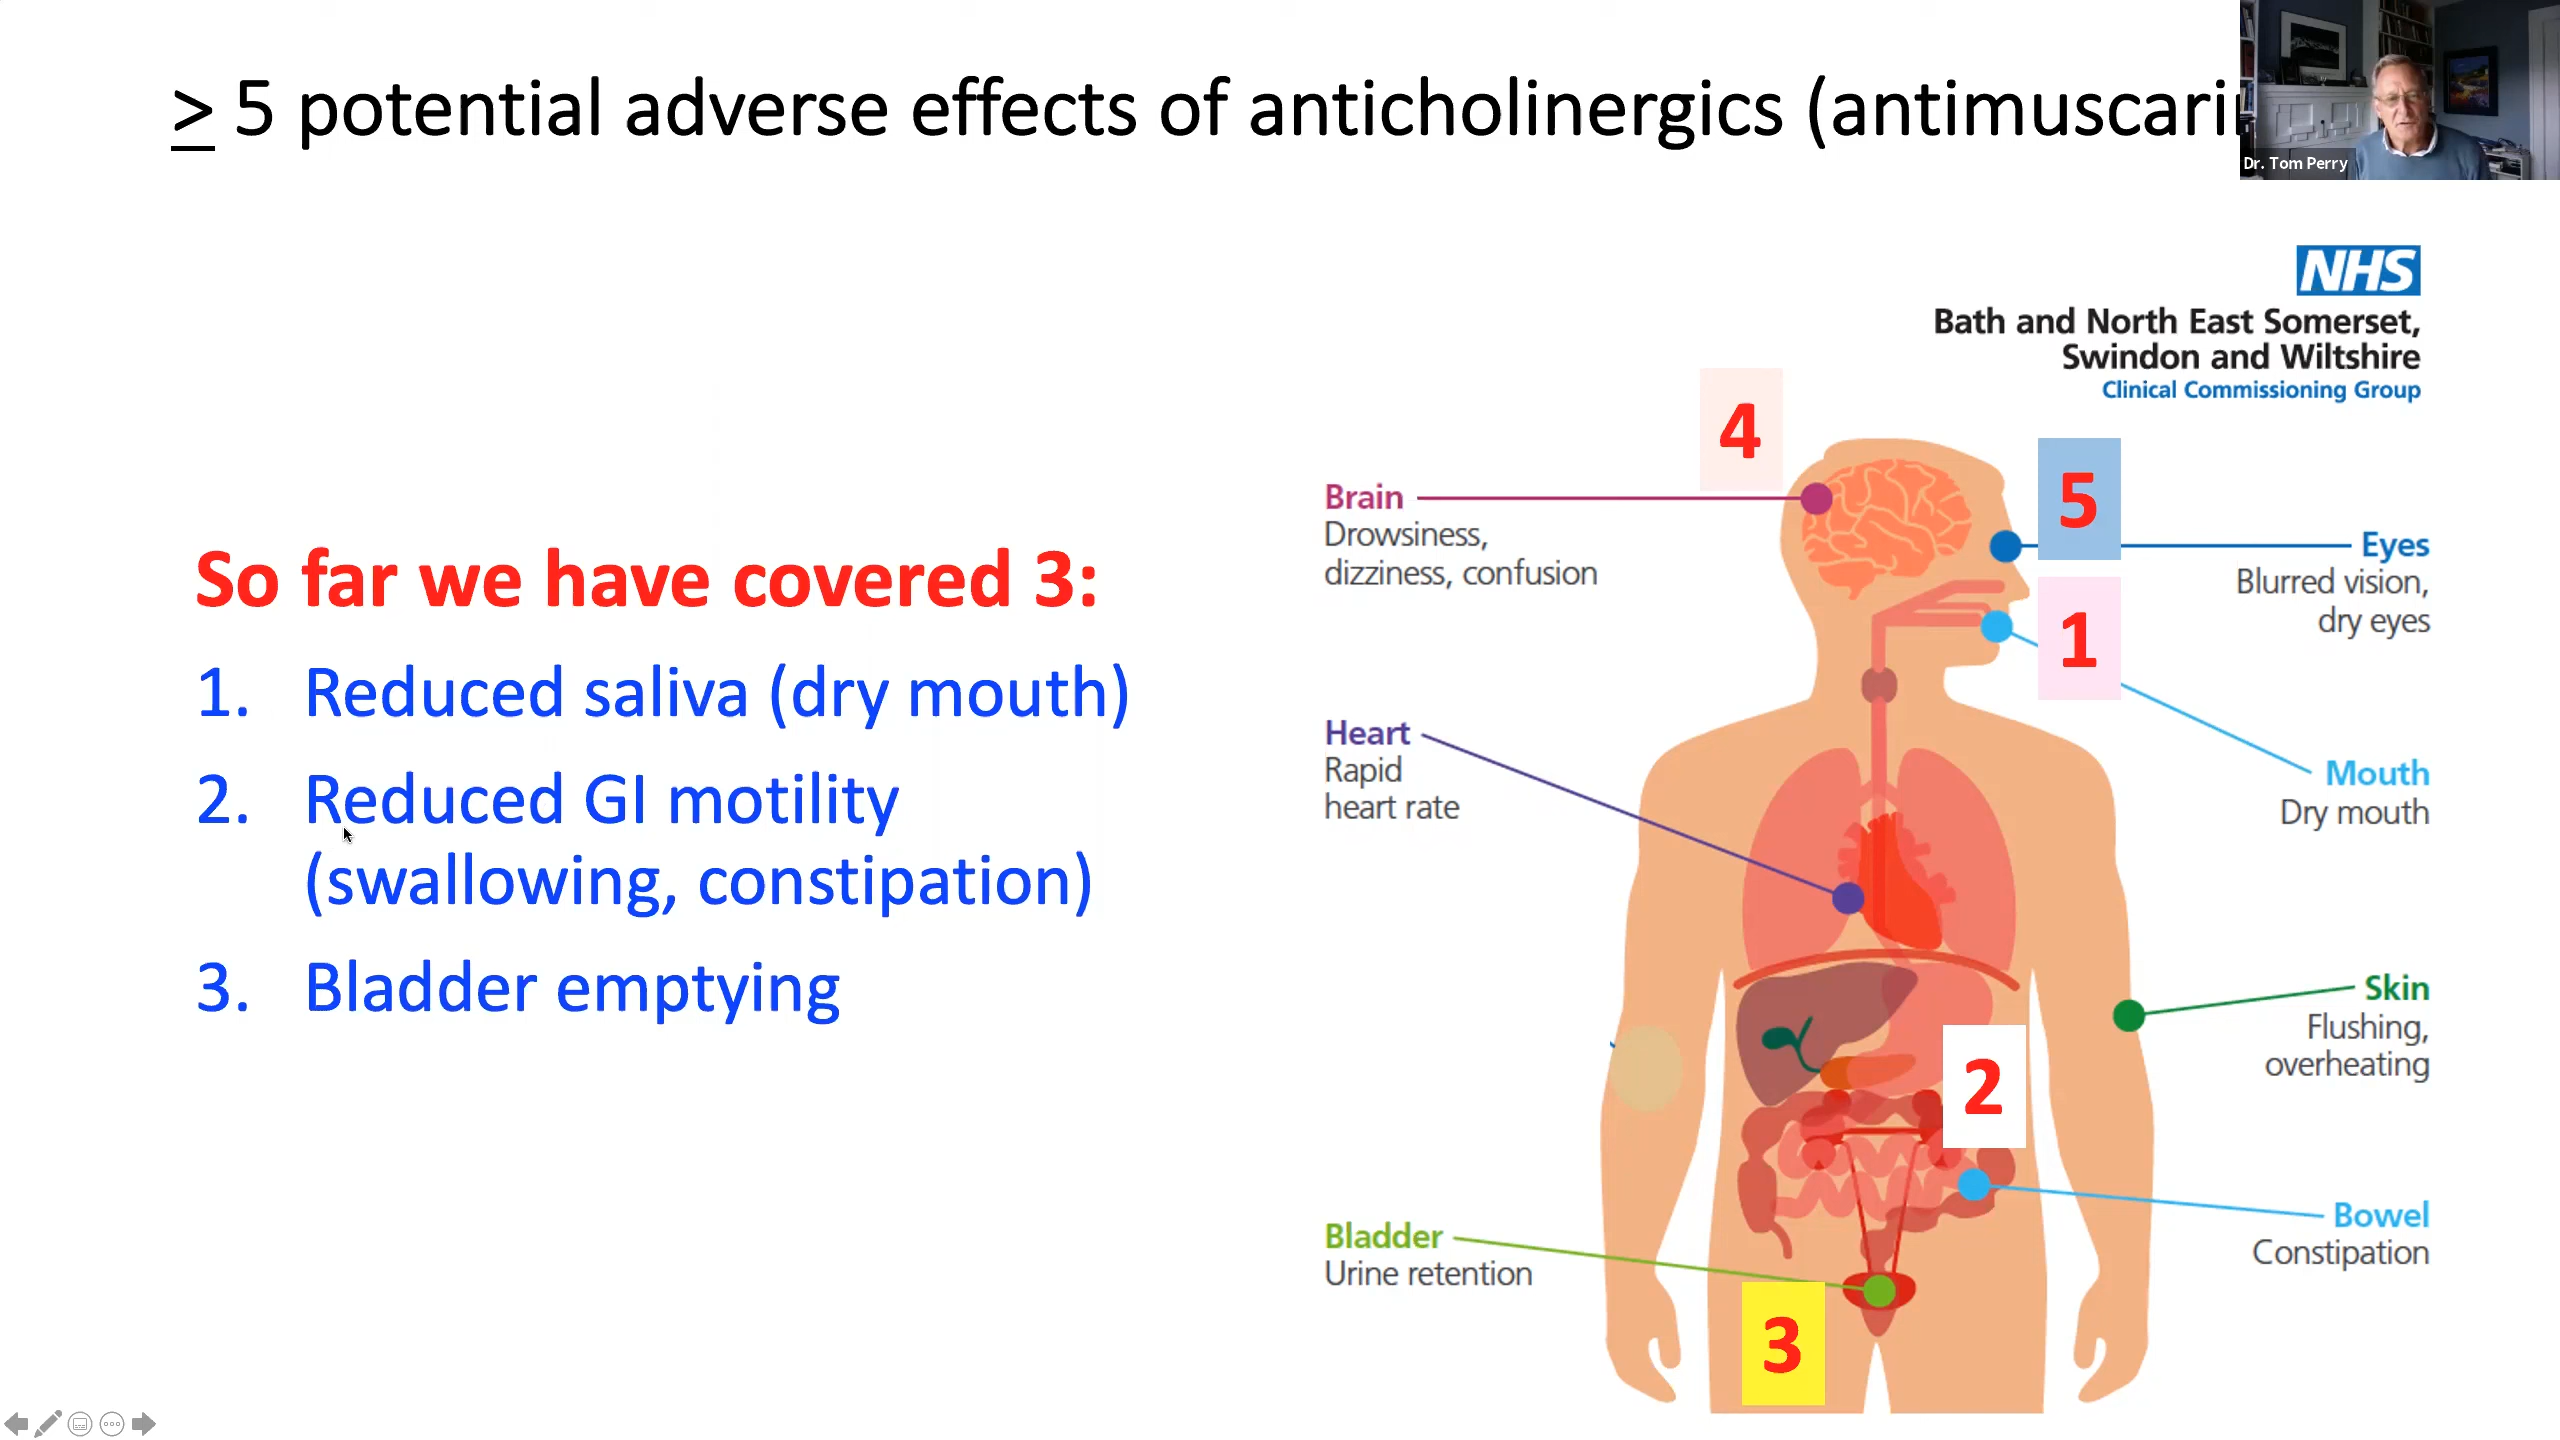 ≥ 5 potential adverse effects of anticholinergics (antimuscarin
Dr. Tom Perry
NHS
Bath and North East Somerset,
Swindon and Wiltshire
Clinical Commissioning Group
So far we have covered 3:
1. Reduced saliva (dry mouth)
2. Reduced GI motility
(swallowing, constipation)
3. Bladder emptying
4
Brain
Drowsiness,
dizziness, confusion
5
Eyes
Blurred vision,
dry eyes
1
Heart
Rapid
heart rate
Mouth
Dry mouth
Skin
Flushing,
overheating
2
Bowel
Constipation
Bladder
Urine retention
3